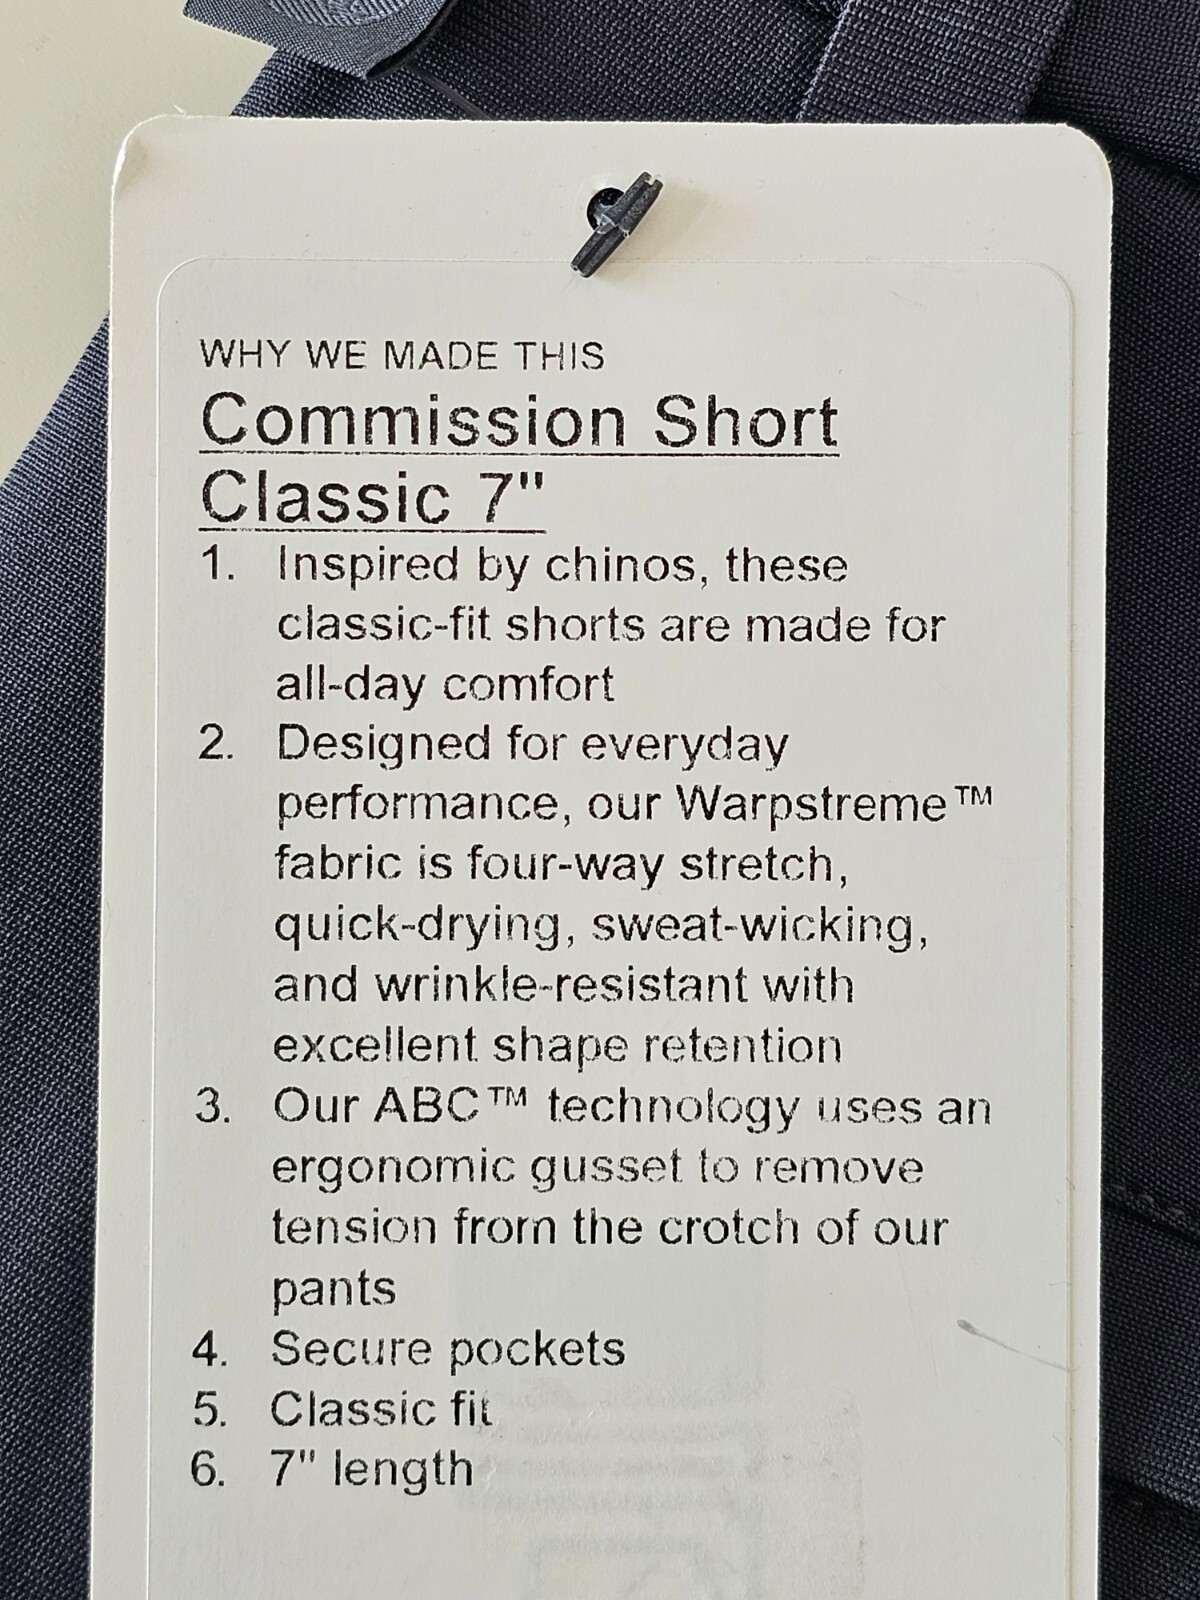 WHY WE MADE THIS
Commission Short
Classic 7"
1. Inspired by chinos, these
classic-fit shorts are made for
all-day comfort
2. Designed for everyday
performance, our Warpstreme™
fabric is four-way stretch,
quick-drying, sweat-wicking,
and wrinkle-resistant with
excellent shape retention
3. Our ABC™ technology uses an
ergonomic gusset to remove
tension from the crotch of our
pants
4. Secure pockets
5. Classic fit
6. 7" length